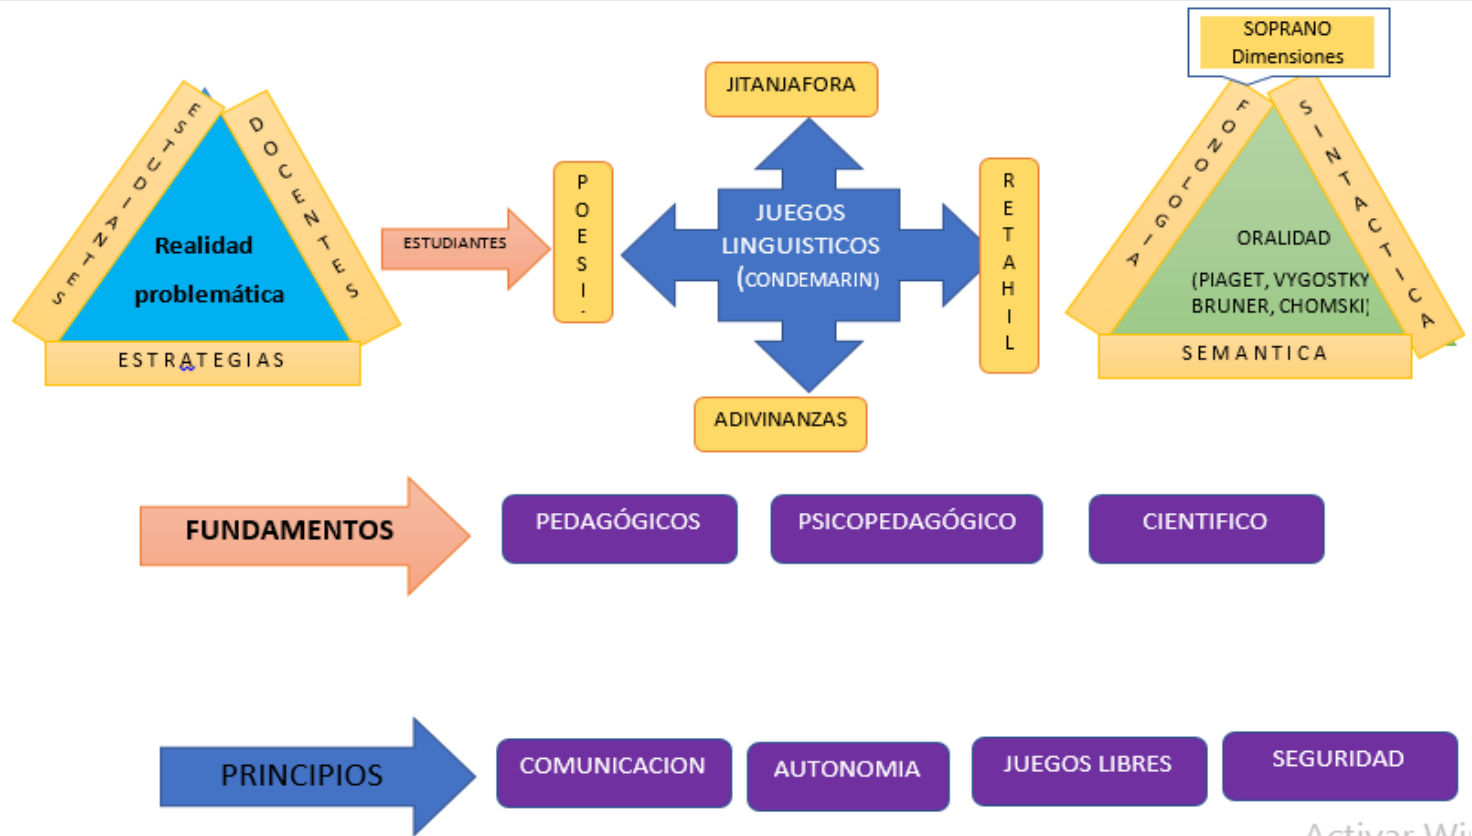 ESTUDIANTES
DOCENTES
Realidad
problemática
ESTRATEGIAS
ESTUDIANTES
POESI.
JITANJAFORA
JUEGOS
LINGUISTICOS
(CONDEMARIN)
RETAHIL
ADIVINANZAS
SOPRANO
Dimensiones
FONOLOGIA
SINTACTICA
ORALIDAD
(PIAGET, VYGOSTKY
BRUNER, CHOMSKI)
SEMANTICA
FUNDAMENTOS
PEDAGÓGICOS
PSICOPEDAGÓGICO
CIENTIFICO
PRINCIPIOS
COMUNICACION
AUTONOMIA
JUEGOS LIBRES
SEGURIDAD